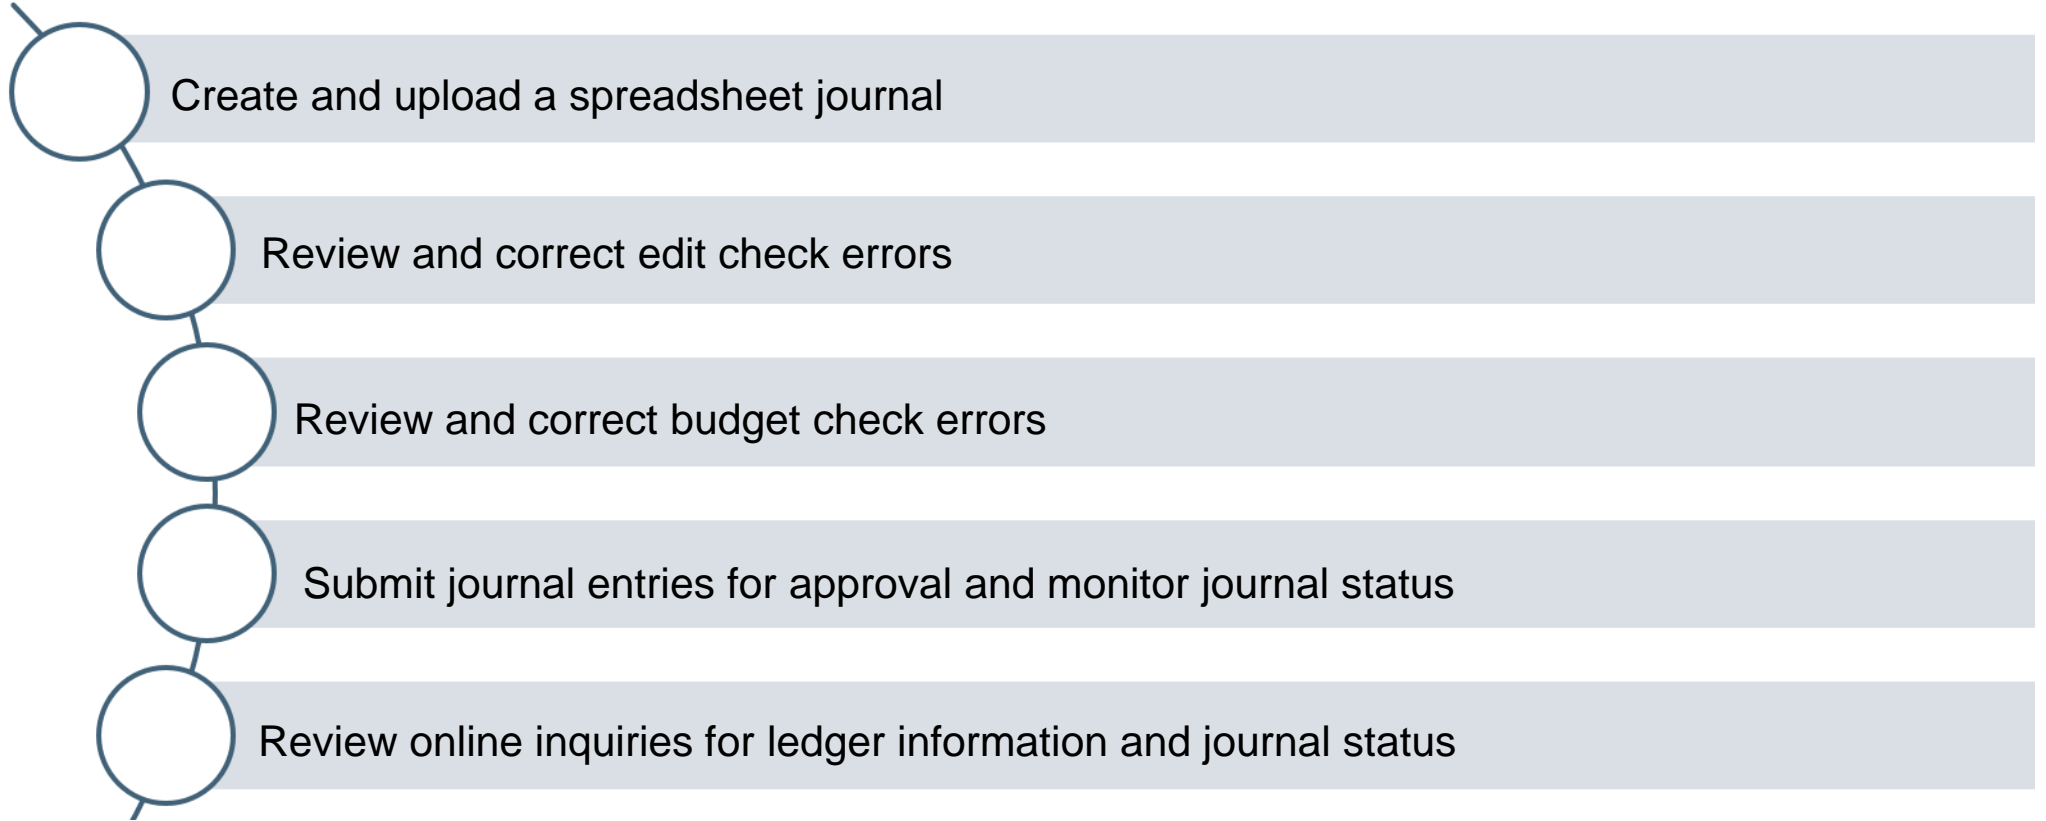 Create and upload a spreadsheet journal
Review and correct edit check errors
Review and correct budget check errors
Submit journal entries for approval and monitor journal status
Review online inquiries for ledger information and journal status